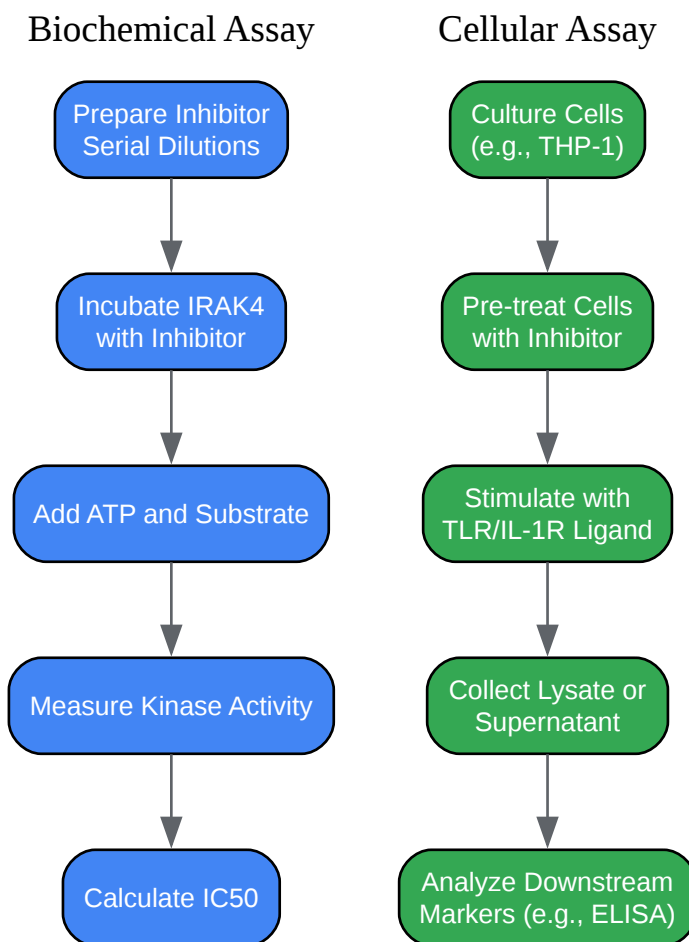 Biochemical Assay
Prepare Inhibitor
Serial Dilutions
Incubate IRAK4
with Inhibitor
Add ATP and Substrate
Measure Kinase Activity
Calculate IC50
Cellular Assay
Culture Cells
(e.g., THP-1)
Pre-treat Cells
with Inhibitor
Stimulate with
TLR/IL-1R Ligand
Collect Lysate or
Supernatant
Analyze Downstream
Markers (e.g., ELISA)